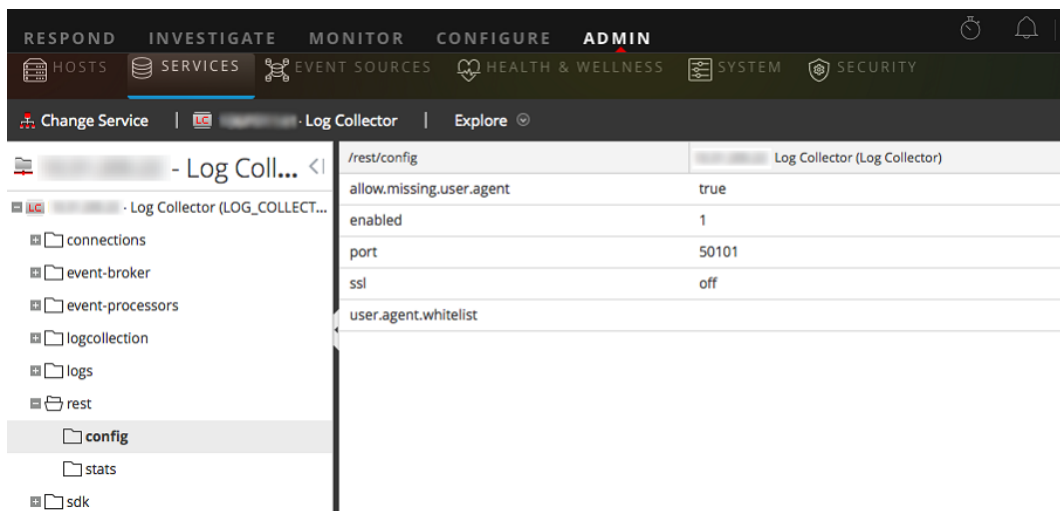 RESPOND INVESTIGATE MONITOR CONFIGURE ADMIN
HOSTS SERVICES EVENT SOURCES HEALTH & WELLNESS SYSTEM SECURITY
Change Service | LC - Log Collector | Explore
- Log Coll...
/rest/config Log Collector (Log Collector)
LC - Log Collector (LOG_COLLECT...
allow.missing.user.agent true
connections
enabled 1
event-broker
port 50101
event-processors
ssl off
logcollection
user.agent.whitelist
logs
rest
config
stats
sdk